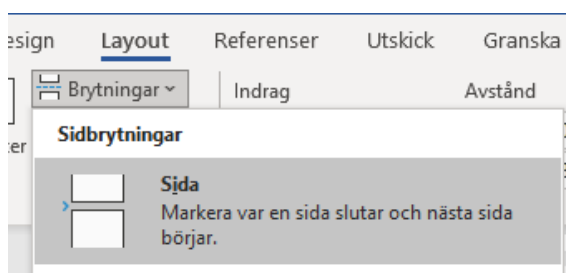 esign Layout Referenser Utskick Granska
Brytningar Indrag Avstånd
Sidbrytningar
ter
Sida
Markera var en sida slutar och nästa sida
börjar.